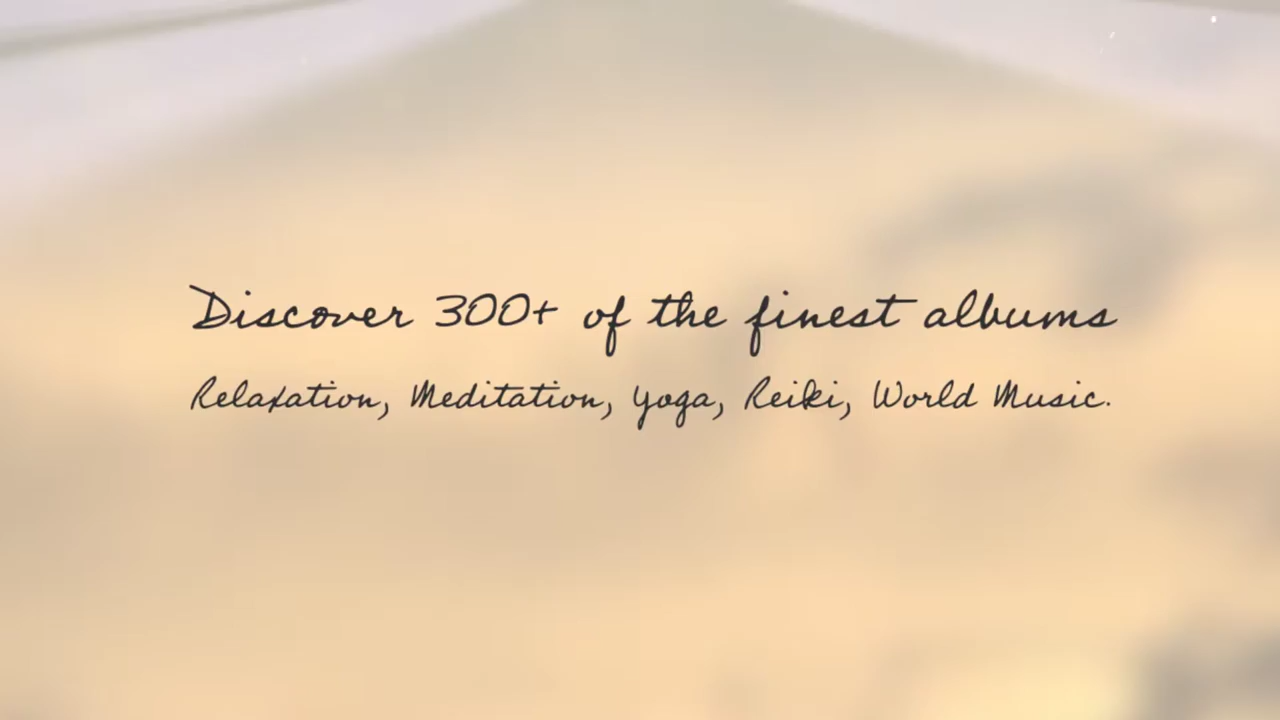 Discover 300+ of the finest albums
Relaxation, Meditation, Yoga, Reiki, World Music.